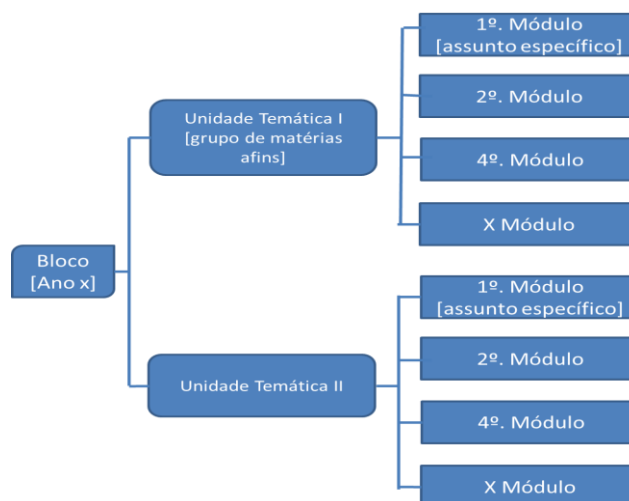 1º. Módulo
[assunto específico]
Unidade Temática I
[grupo de matérias
afins]
2º. Módulo
4º. Módulo
X Módulo
Bloco
[Ano x]
1º. Módulo
[assunto específico]
Unidade Temática II
2º. Módulo
4º. Módulo
X Módulo